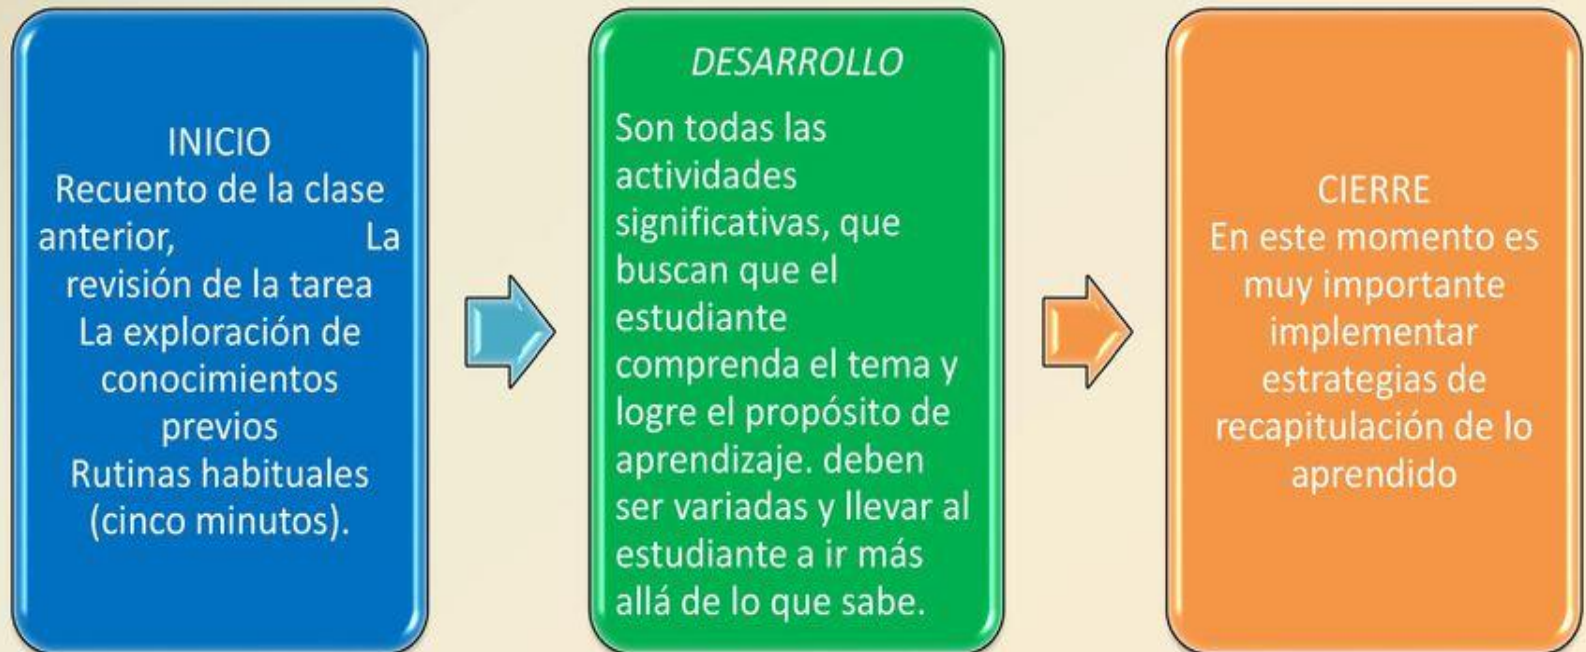 INICIO
Recuento de la clase
anterior, La
revisión de la tarea
La exploración de
conocimientos
previos
Rutinas habituales
(cinco minutos).
DESARROLLO
Son todas las
actividades
significativas, que
buscan que el
estudiante
comprenda el tema y
logre el propósito de
aprendizaje. deben
ser variadas y llevar al
estudiante a ir más
allá de lo que sabe.
CIERRE
En este momento es
muy importante
implementar
estrategias de
recapitulación de lo
aprendido